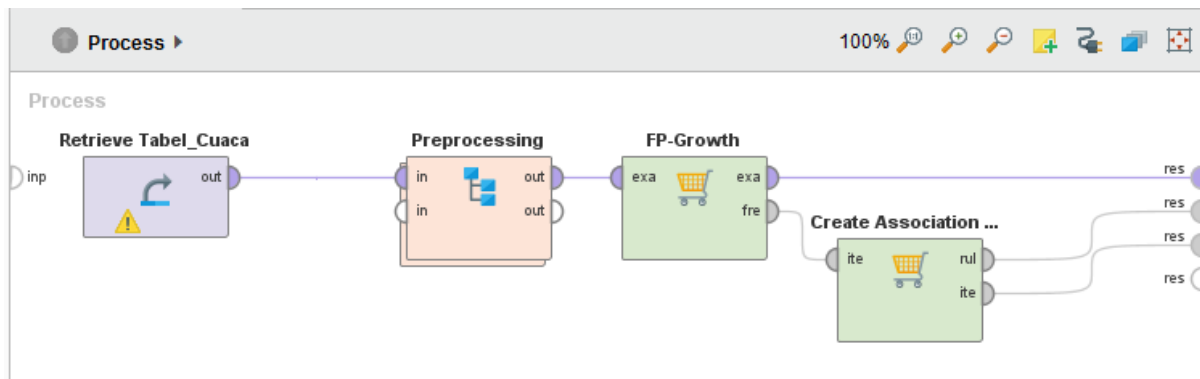 Process
100%
Process
Retrieve Tabel_Cuaca
Preprocessing
FP-Growth
inp
out
in
out
in
out
exa
exa
fre
Create Association ...
ite
rul
ite
res
res
res
res